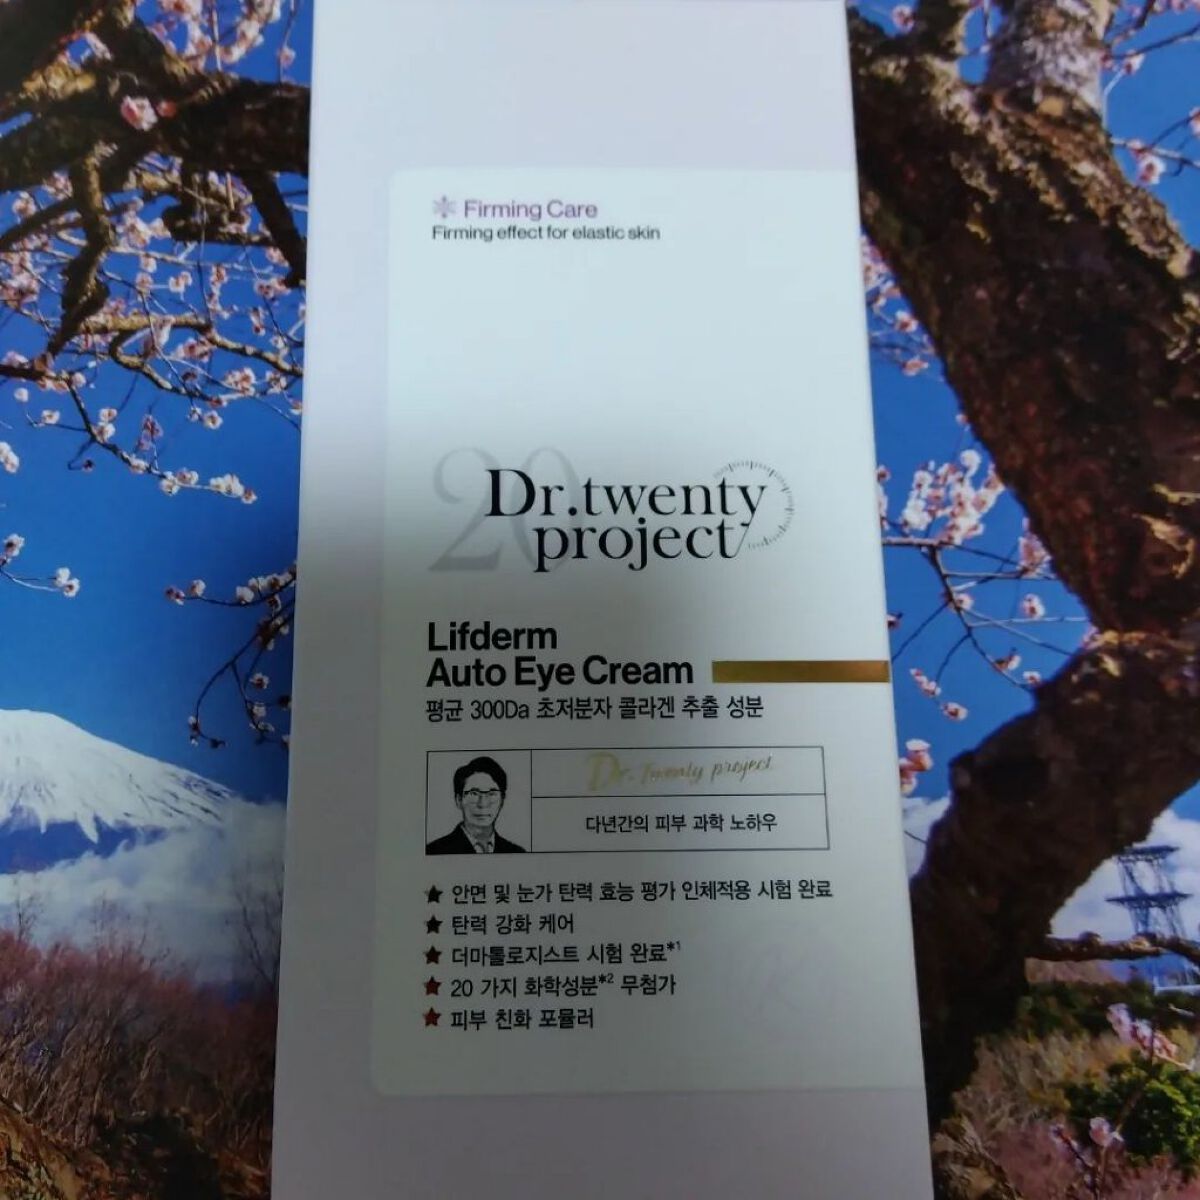 Firming Care
Firming effect for elastic skin
20
Dr.twenty
project
Lifderm
Auto Eye Cream
평균 300Da 초저분자 콜라겐 추출 성분
Dr. Twenty project
다년간의 피부 과학 노하우
★ 안면 및 눈가 탄력 효능 평가 인체적용 시험 완료
★ 탄력 강화 케어
★ 더마톨로지스트 시험 완료*1
★ 20 가지 화학성분*2 무첨가
★ 피부 친화 포뮬러